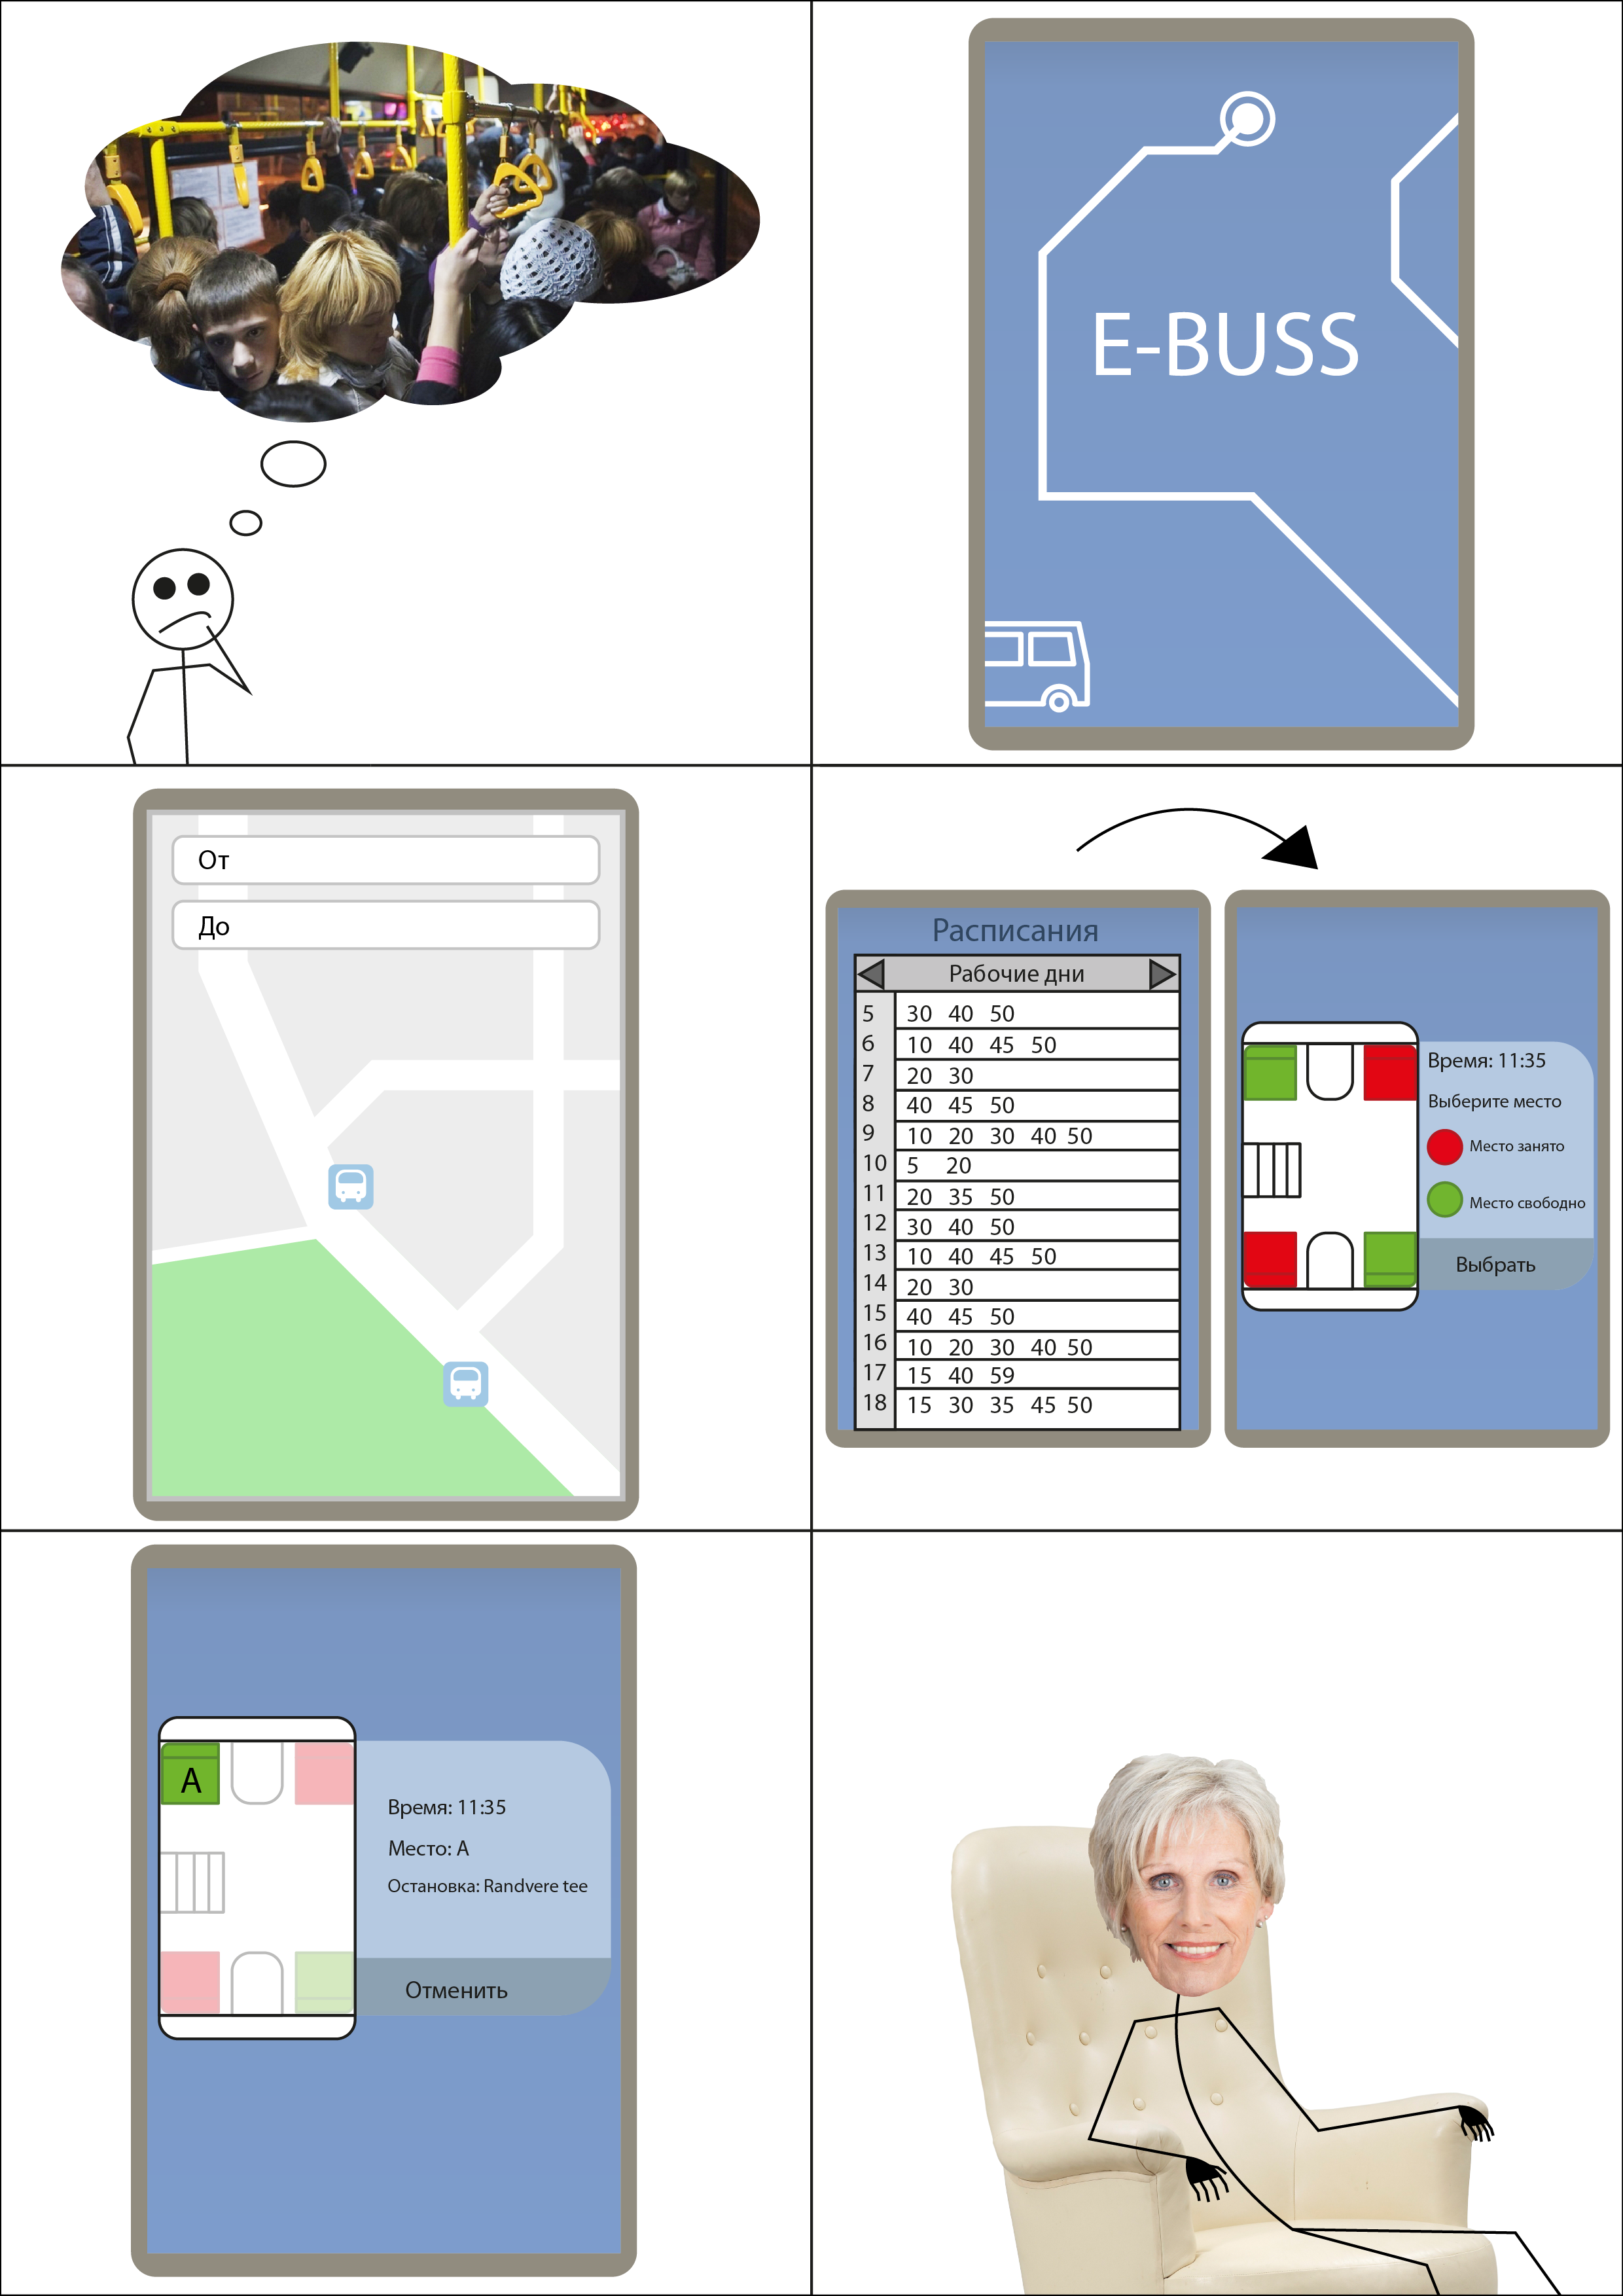 E-BUSS
От
До
Расписания
Рабочие дни
5 30 40 50
6 10 40 45 50
7 20 30
8 40 45 50
9 10 20 30 40 50
10 5 20
11 20 35 50
12 30 40 50
13 10 40 45 50
14 20 30
15 40 45 50
16 10 20 30 40 50
17 15 40 59
18 15 30 35 45 50
Время: 11:35
Выберите место
Место занято
Место свободно
Выбрать
A
Время: 11:35
Место: A
Остановка: Randvere tee
Отменить